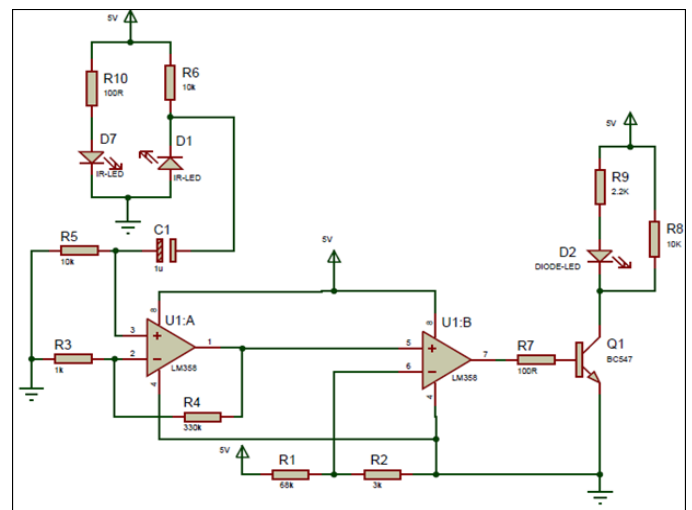 5V
R10
100R
R6
10k
D7
IR-LED
D1
IR-LED
5V
R9
2.2K
R8
10K
D2
DIODE-LED
R5
10k
C1
1u
5V
8
U1:A
3
2
1
4
LM358
R3
1k
R4
330k
8
U1:B
5
6
7
4
LM358
R7
100R
Q1
BC547
5V
R1
68k
R2
3k